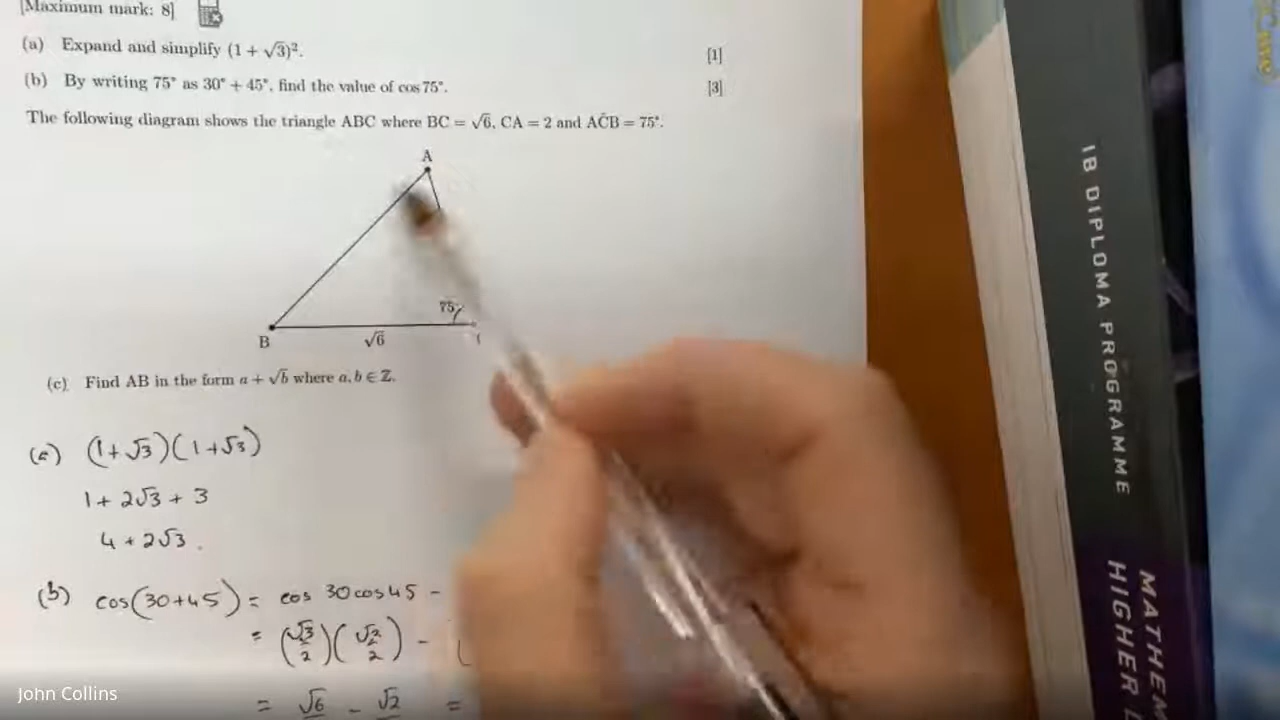 [Maximum mark: 8]
(a) Expand and simplify (1 + √3)².
[1]
(b) By writing 75° as 30° + 45°, find the value of cos 75°.
[3]
The following diagram shows the triangle ABC where BC = √6, CA = 2 and AĈB = 75°.
A
75
B
√6
(c) Find AB in the form a + √b where a, b ∈ ℤ.
(a) (1+√3)(1+√3)
1 + 2√3 + 3
4 + 2√3.
(b) cos(30+45) = cos 30 cos 45 -
= (√3/2)(√2/2) - (
= √6 - √2 =
IB DIPLOMA PROGRAMME
HIGHER
John Collins